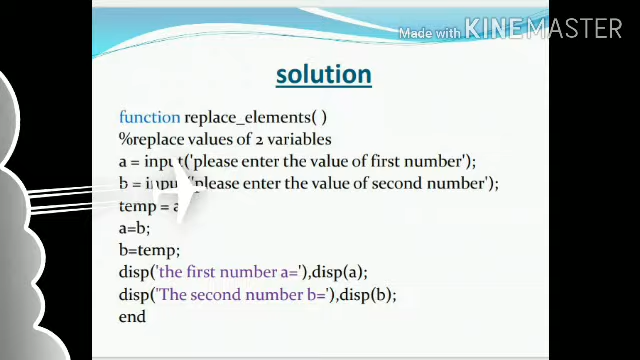 Made with KINEMASTER
solution
function replace_elements( )
%replace values of 2 variables
a = input('please enter the value of first number');
b = input('please enter the value of second number');
temp = a
a=b;
b=temp;
disp('the first number a='),disp(a);
disp('The second number b='),disp(b);
end